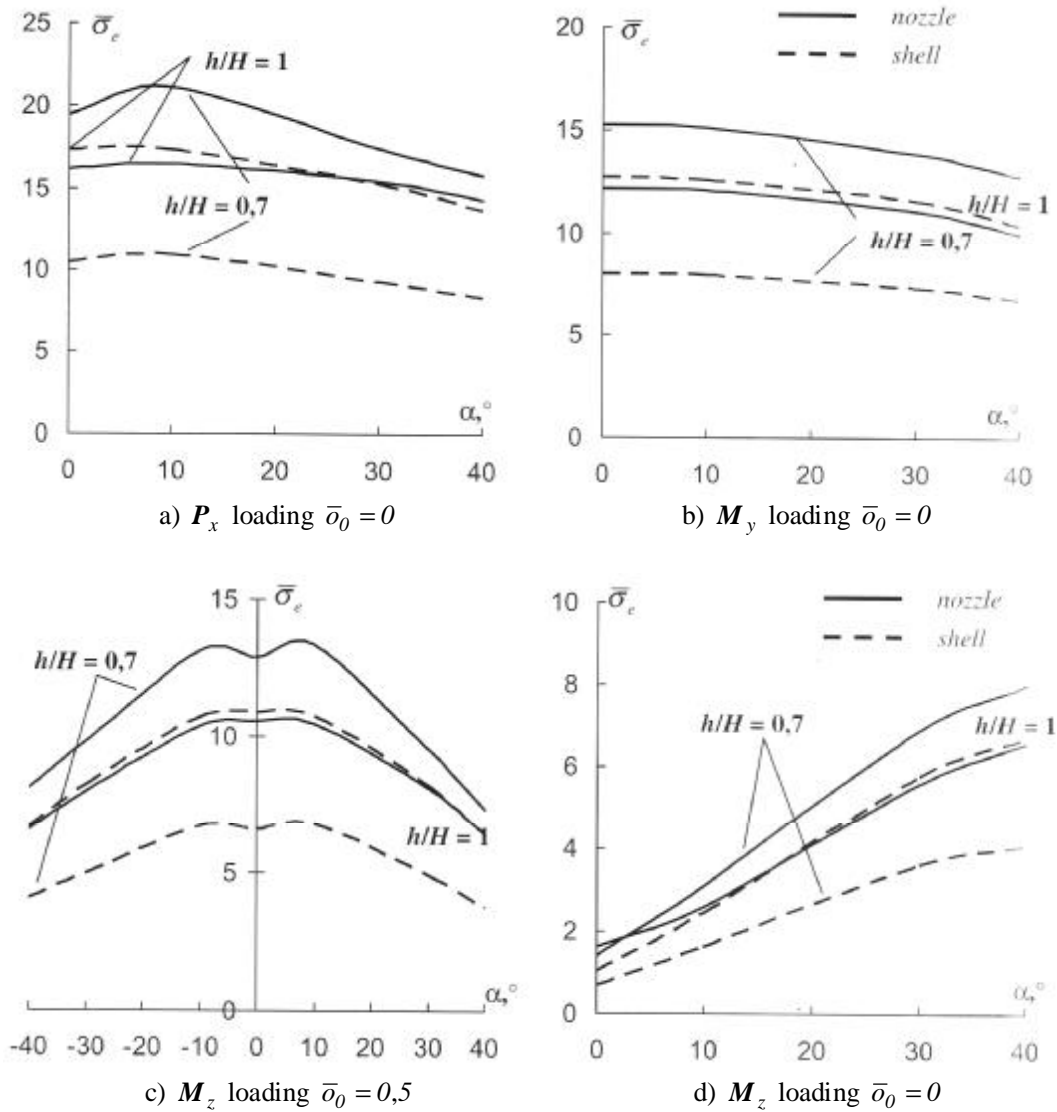 25
σ̄ₑ
h/H = 1
20
15
h/H = 0,7
10
5
α,°
0
0 10 20 30 40
a) Pₓ loading o̅₀ = 0
20
σ̄ₑ
nozzle
shell
15
h/H = 1
h/H = 0,7
10
5
α,°
0
0 10 20 30 40
b) M_y loading o̅₀ = 0
15
σ̄ₑ
h/H = 0,7
10
5
h/H = 1
0
α,°
-40 -30 -20 -10 0 10 20 30 40
c) M_z loading o̅₀ = 0,5
10
σ̄ₑ
nozzle
shell
8
h/H = 0,7
h/H = 1
6
4
2
α,°
0
0 10 20 30 40
d) M_z loading o̅₀ = 0